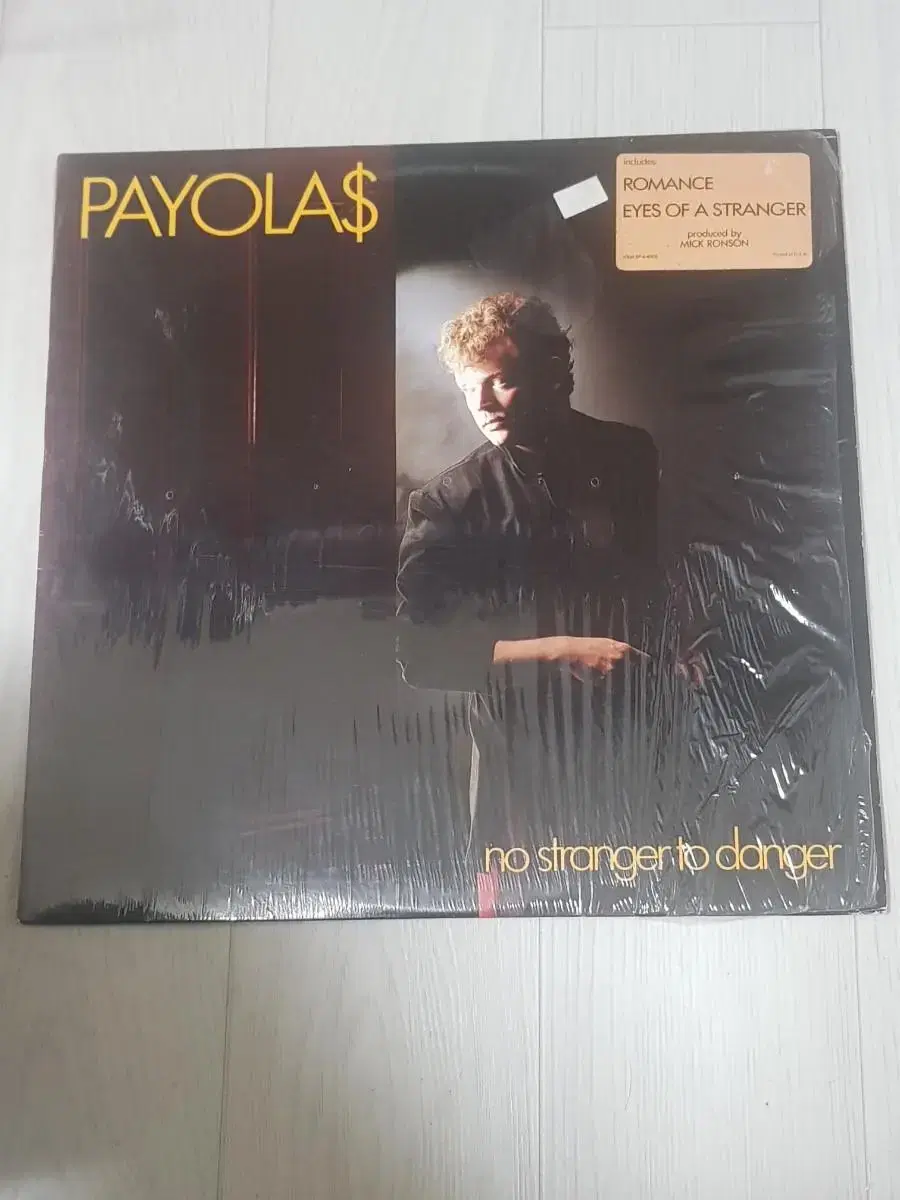 PAYOLA$
includes:
ROMANCE
EYES OF A STRANGER
produced by
MICK RONSON
no stranger to danger